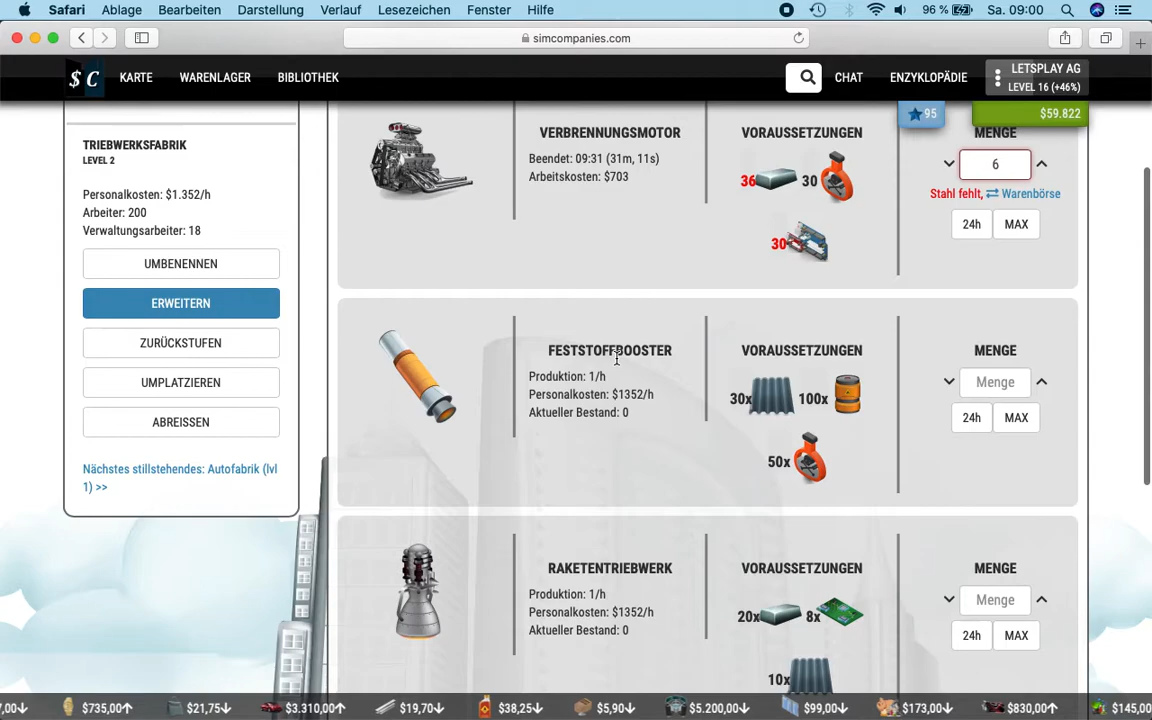 Safari Ablage Bearbeiten Darstellung Verlauf Lesezeichen Fenster Hilfe 96 % Sa. 09:00
simcompanies.com
$ C KARTE WARENLAGER BIBLIOTHEK CHAT ENZYKLOPÄDIE LETSPLAY AG
LEVEL 16 (+46%)
95 $59.822
TRIEBWERKSFABRIK
LEVEL 2
Personalkosten: $1.352/h
Arbeiter: 200
Verwaltungsarbeiter: 18
UMBENENNEN
ERWEITERN
ZURÜCKSTUFEN
UMPLATZIEREN
ABREISSEN
Nächstes stillstehendes: Autofabrik (lvl
1) >>
VERBRENNUNGSMOTOR
Beendet: 09:31 (31m, 11s)
Arbeitskosten: $703
VORAUSSETZUNGEN
36 30
30
MENGE
6
Stahl fehlt, Warenbörse
24h MAX
FESTSTOFFBOOSTER
Produktion: 1/h
Personalkosten: $1352/h
Aktueller Bestand: 0
VORAUSSETZUNGEN
30x 100x
50x
MENGE
Menge
24h MAX
RAKETENTRIEBWERK
Produktion: 1/h
Personalkosten: $1352/h
Aktueller Bestand: 0
VORAUSSETZUNGEN
20x 8x
10x
MENGE
Menge
24h MAX
7,00↓ $735,00↑ $21,75↓ $3.310,00↑ $19,70↓ $38,25↓ $5,90↓ $5.200,00↓ $99,00↓ $173,00↓ $830,00↑ $145,00